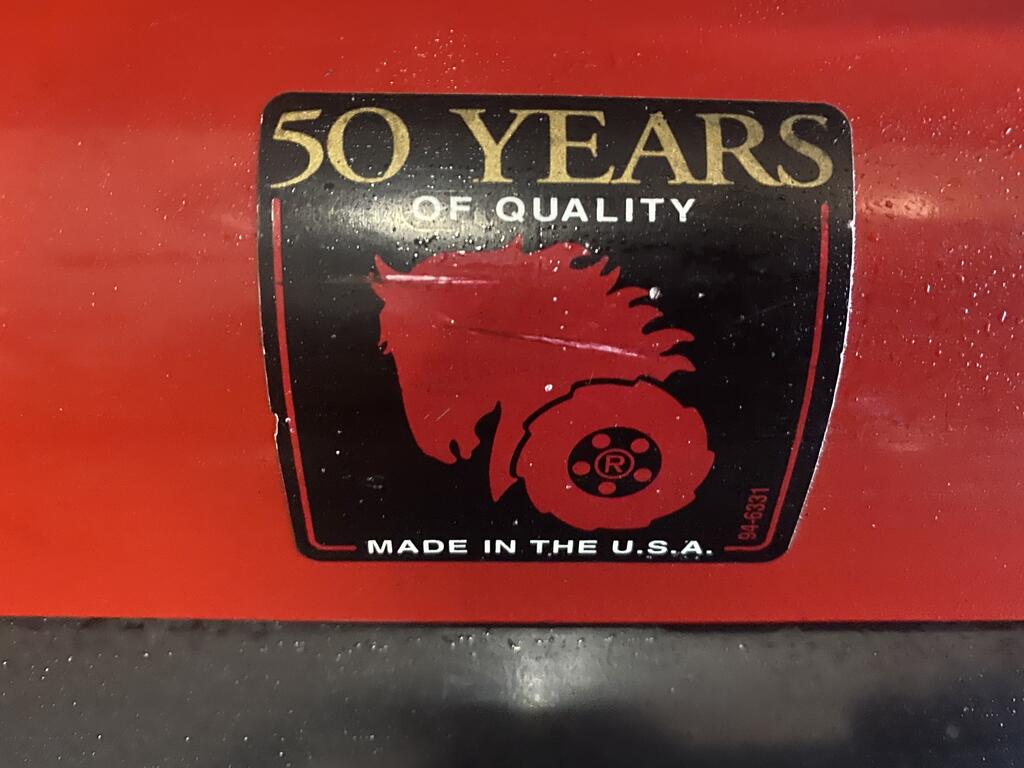 50 YEARS
OF QUALITY
®
94-6331
MADE IN THE U.S.A.